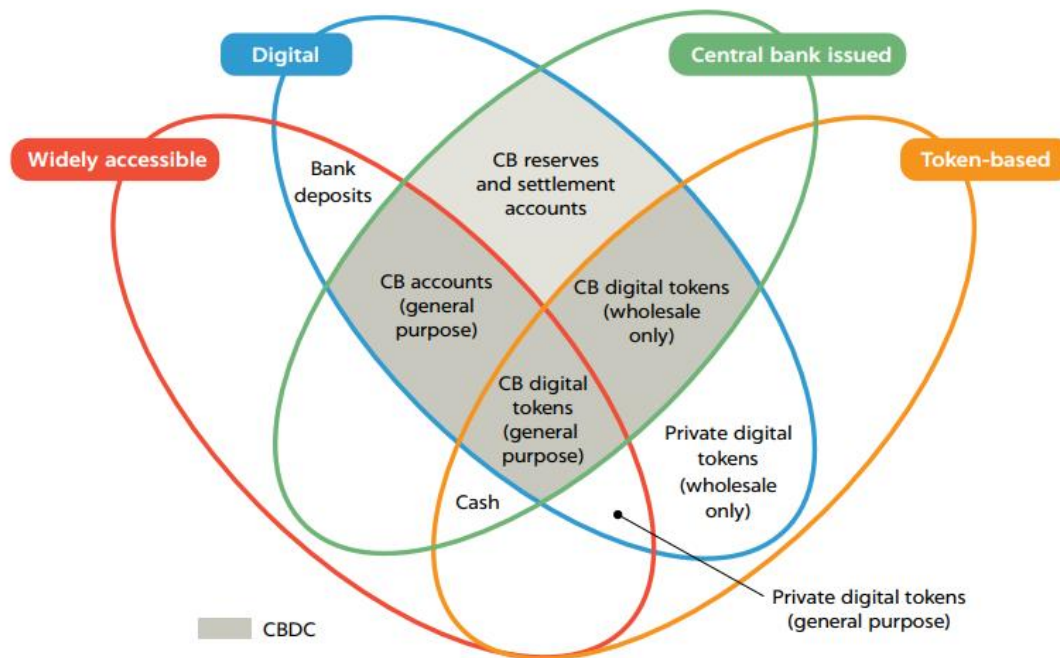 Digital
Central bank issued
Widely accessible
Token-based
Bank
deposits
CB reserves
and settlement
accounts
CB accounts
(general
purpose)
CB digital tokens
(wholesale
only)
CB digital
tokens
(general
purpose)
Private digital
tokens
(wholesale
only)
Cash
Private digital tokens
(general purpose)
CBDC